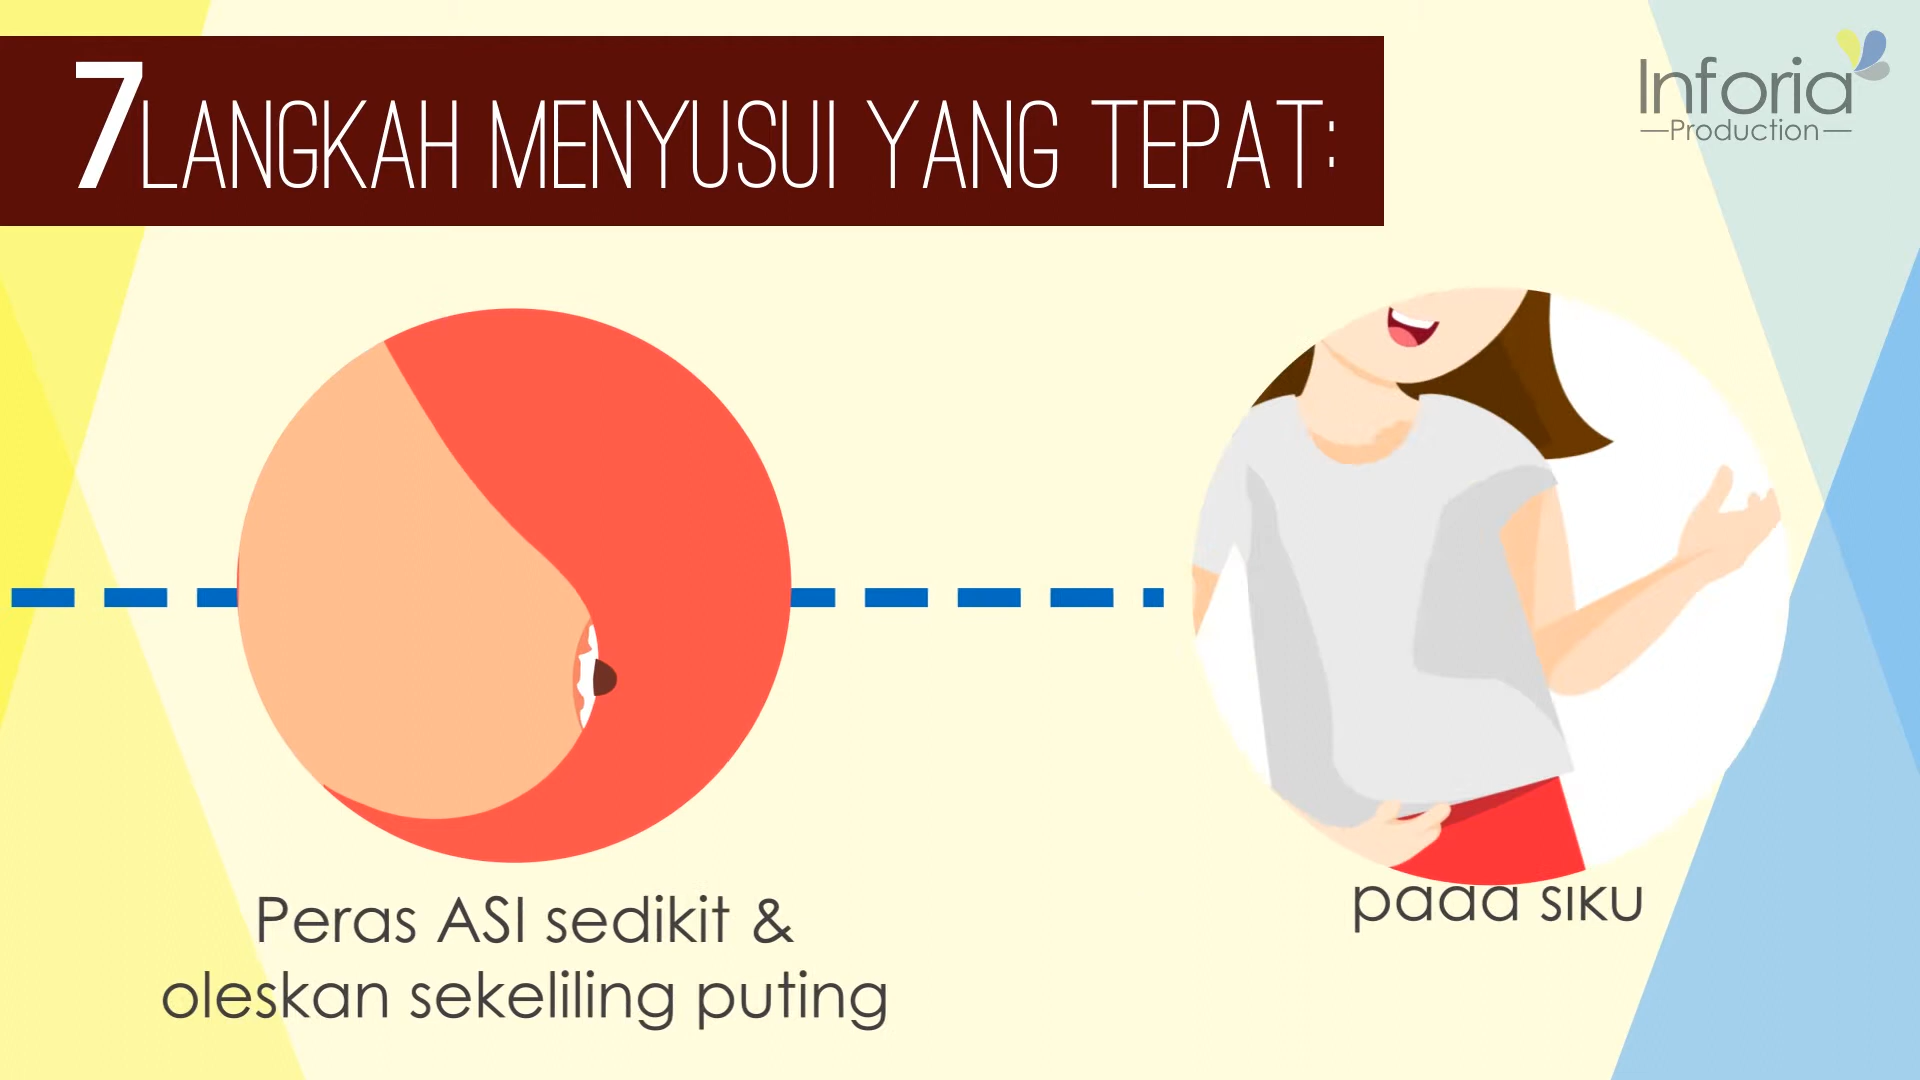 7 LANGKAH MENYUSUI YANG TEPAT:
Inforia
Production
Peras ASI sedikit &
oleskan sekeliling puting
pada siku